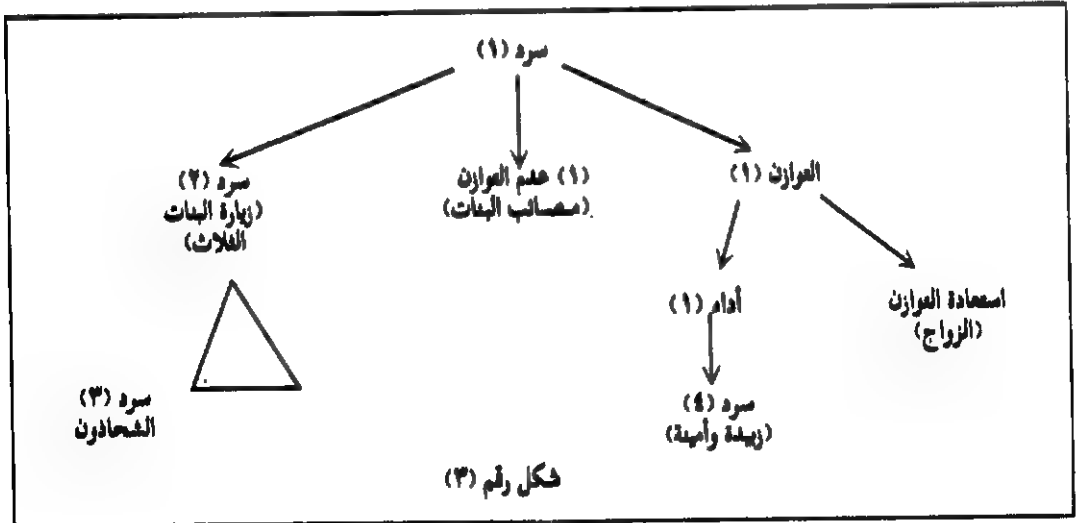 سرد (١)
التوازن (١)
(١) عدم التوازن
(مصائب البنات)
سرد (٢)
(زيارة البنات
الثلاث)
استعادة التوازن
(الزواج)
أداء (١)
سرد (٤)
(زبيدة وأمينة)
سرد (٣)
الشحاذون
شكل رقم (٣)